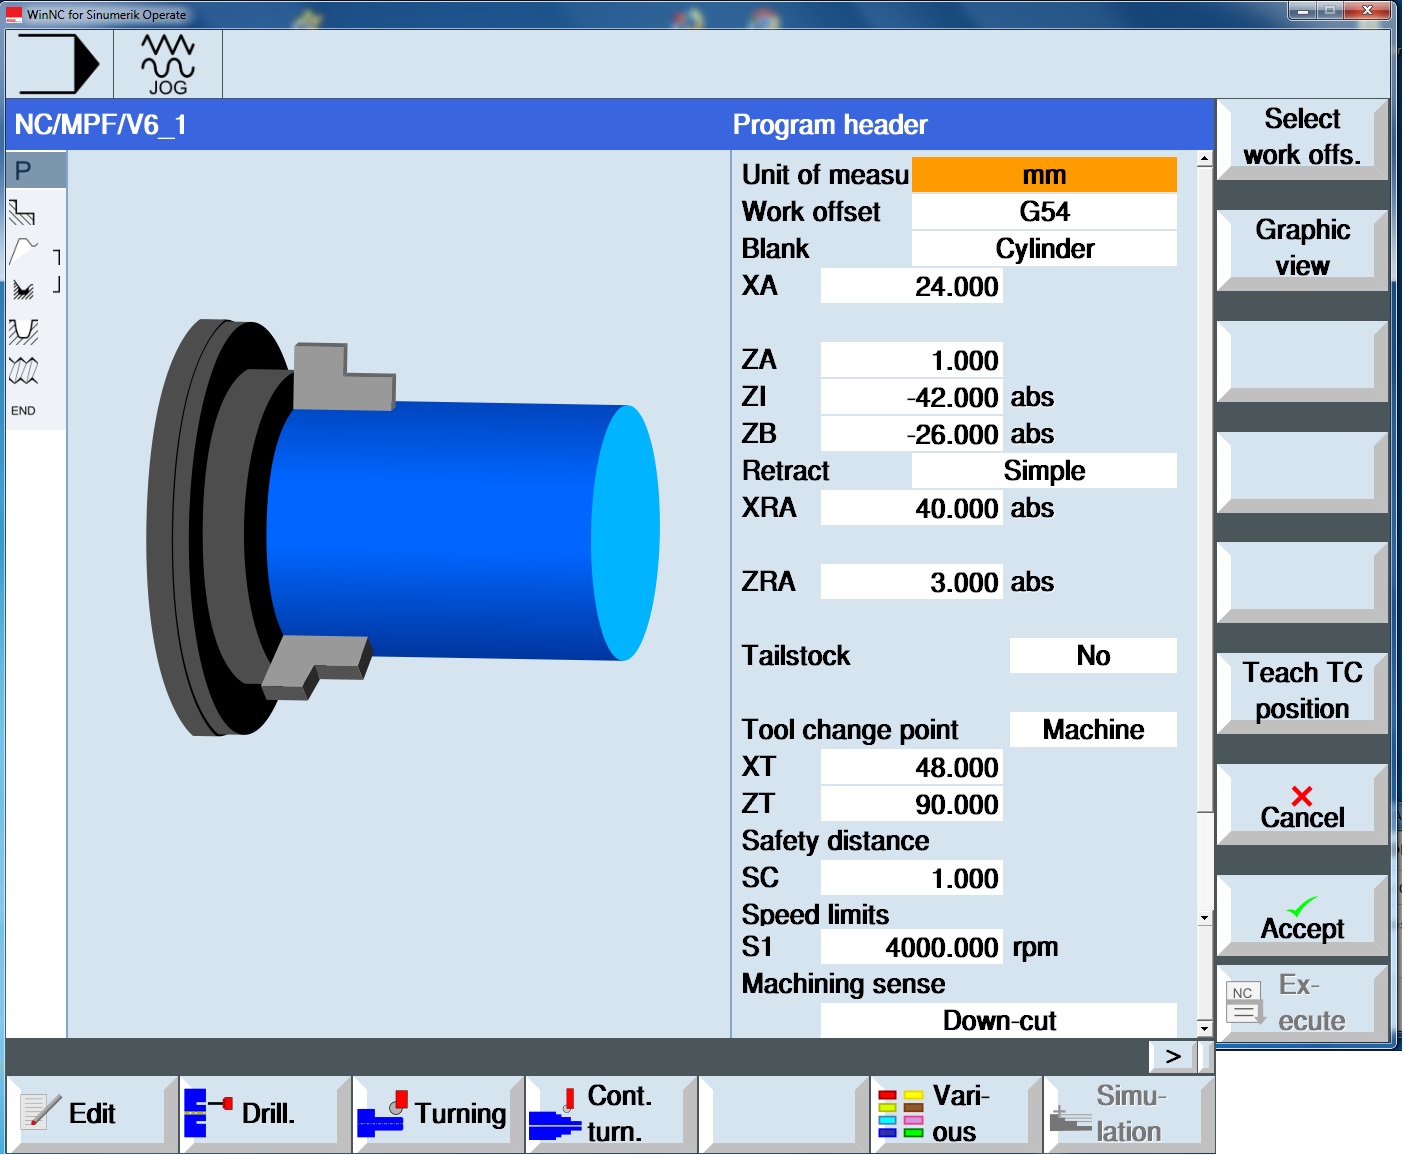 WinNC for Sinumerik Operate
JOG
NC/MPF/V6_1
Program header
P
END
Unit of measu mm
Work offset G54
Blank Cylinder
XA 24.000
ZA 1.000
ZI -42.000 abs
ZB -26.000 abs
Retract Simple
XRA 40.000 abs
ZRA 3.000 abs
Tailstock No
Tool change point Machine
XT 48.000
ZT 90.000
Safety distance
SC 1.000
Speed limits
S1 4000.000 rpm
Machining sense
Down-cut
Select
work offs.
Graphic
view
Teach TC
position
Cancel
Accept
NC
Ex-
ecute
>
Edit
Drill.
Turning
Cont.
turn.
Vari-
ous
Simu-
lation